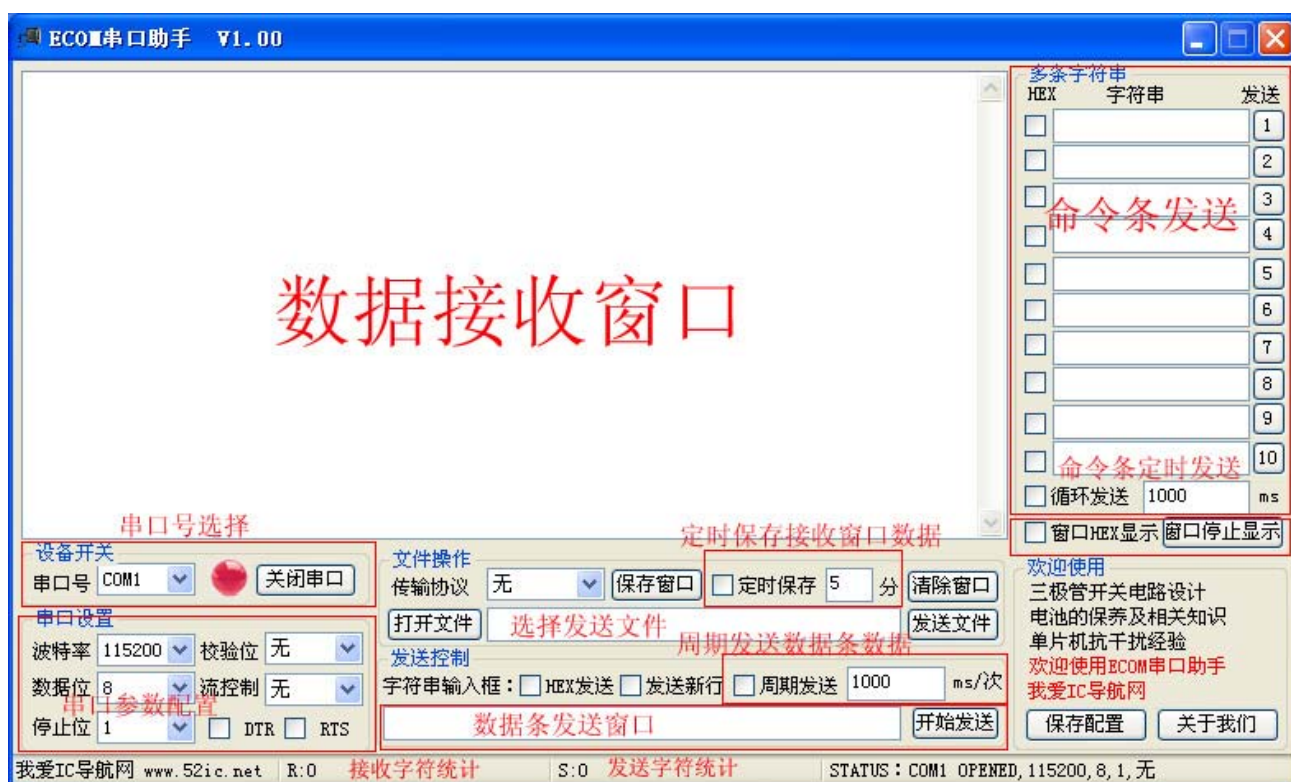 ECOM串口助手 V1.00
多条字符串
HEX 字符串 发送
1
2
3
命令条发送
4
5
6
7
8
9
10
命令条定时发送
循环发送 1000 ms
数据接收窗口
窗口HEX显示 窗口停止显示
串口号选择
设备开关
串口号 COM1 关闭串口
串口设置
波特率 115200 校验位 无
数据位 8 流控制 无
串口参数配置
停止位 1 DTR RTS
定时保存接收窗口数据
文件操作
传输协议 无 保存窗口 定时保存 5 分 清除窗口
打开文件 选择发送文件 发送文件
周期发送数据条数据
发送控制
字符串输入框：HEX发送 发送新行 周期发送 1000 ms/次
数据条发送窗口 开始发送
欢迎使用
三极管开关电路设计
电池的保养及相关知识
单片机抗干扰经验
欢迎使用ECOM串口助手
我爱IC导航网
保存配置 关于我们
我爱IC导航网 www.52ic.net R:0 接收字符统计 S:0 发送字符统计 STATUS：COM1 OPENED,115200,8,1,无